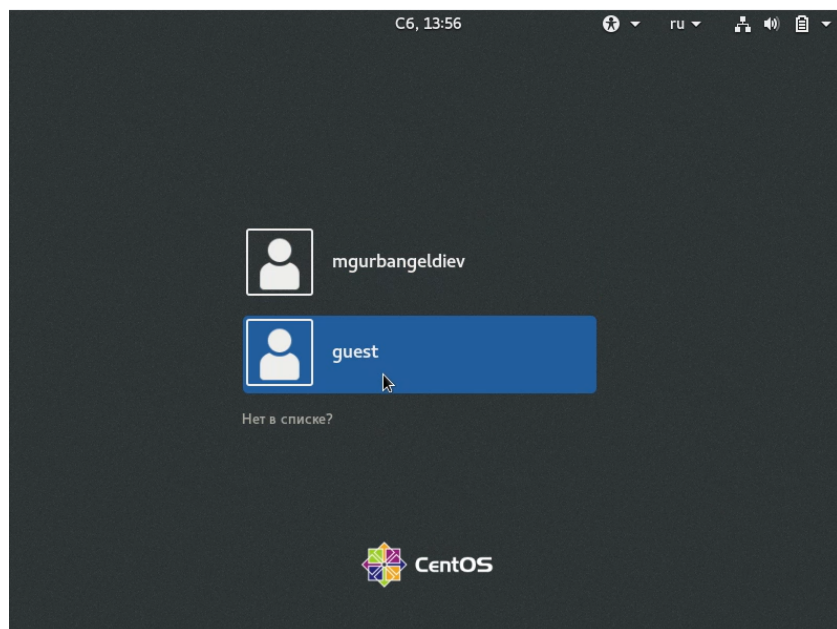 Сб, 13:56
ru
mgurbangeldiev
guest
Нет в списке?
CentOS